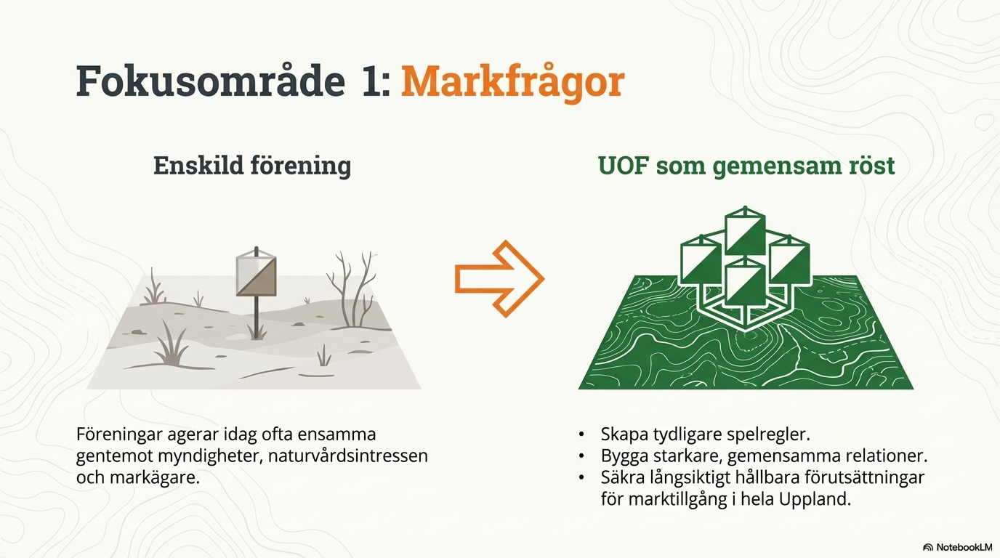 Fokusområde 1: Markfrågor
Enskild förening
Föreningar agerar idag ofta ensamma
gentemot myndigheter, naturvårdsintressen
och markägare.
UOF som gemensam röst
• Skapa tydligare spelregler.
• Bygga starkare, gemensamma relationer.
• Säkra långsiktigt hållbara förutsättningar
för marktillgång i hela Uppland.
NotebookLM